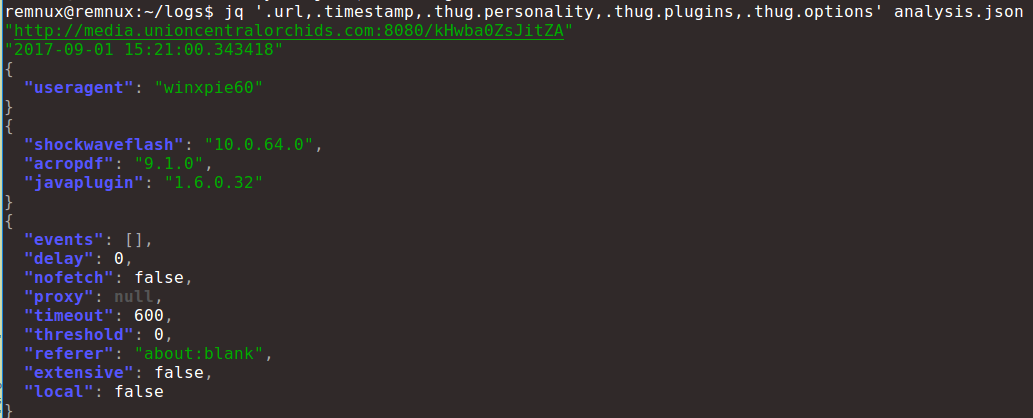 remnux@remnux:~/logs$ jq '.url,.timestamp,.thug.personality,.thug.plugins,.thug.options' analysis.json
"http://media.unioncentralorchids.com:8080/kHwba0ZsJitZA"
"2017-09-01 15:21:00.343418"
{
  "useragent": "winxpie60"
}
{
  "shockwaveflash": "10.0.64.0",
  "acropdf": "9.1.0",
  "javaplugin": "1.6.0.32"
}
{
  "events": [],
  "delay": 0,
  "nofetch": false,
  "proxy": null,
  "timeout": 600,
  "threshold": 0,
  "referer": "about:blank",
  "extensive": false,
  "local": false
}